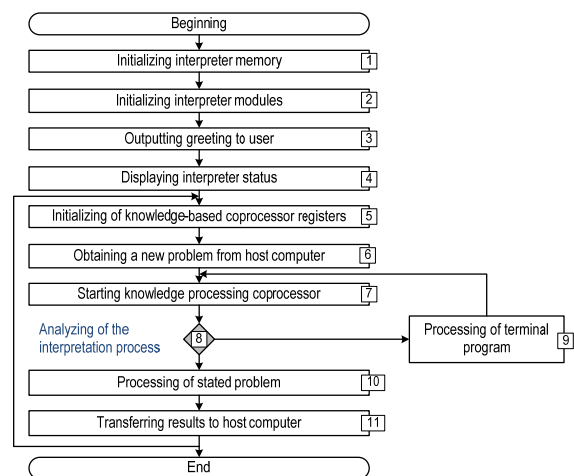 Beginning
Initializing interpreter memory 1
Initializing interpreter modules 2
Outputting greeting to user 3
Displaying interpreter status 4
Initializing of knowledge-based coprocessor registers 5
Obtaining a new problem from host computer 6
Starting knowledge processing coprocessor 7
Analyzing of the
interpretation process
8
Processing of terminal
program 9
Processing of stated problem 10
Transferring results to host computer 11
End